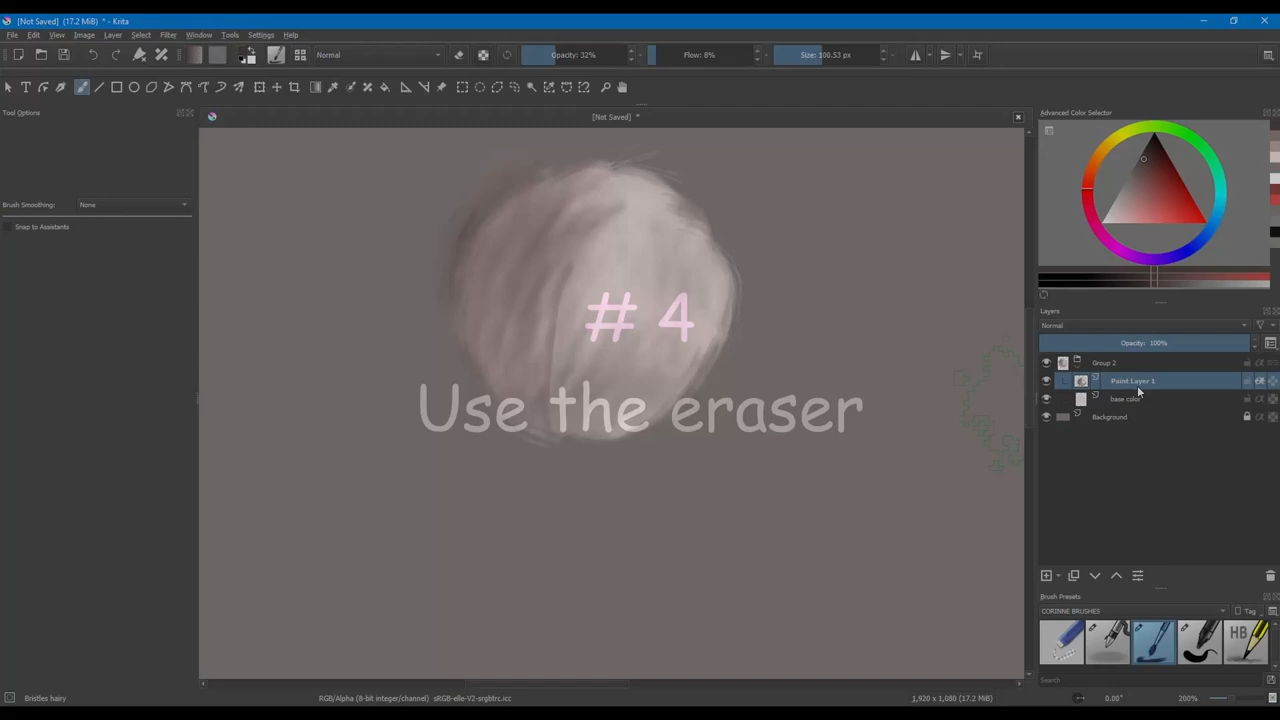 [Not Saved] (17.2 MiB) * - Krita
File Edit View Image Layer Select Filter Window Tools Settings Help
Normal Opacity: 32% Flow: 8% Size: 100.53 px
Tool Options
[Not Saved] *
Advanced Color Selector
Brush Smoothing: None
Snap to Assistants
# 4
Use the eraser
Layers
Normal
Opacity: 100%
Group 2
Paint Layer 1
base color
Background
Brush Presets
CORINNE BRUSHES Tag
HB
Search
Bristles hairy RGB/Alpha (8-bit integer/channel) sRGB-elle-V2-srgbtrc.icc 1,920 x 1,080 (17.2 MiB) 0.00° 200%